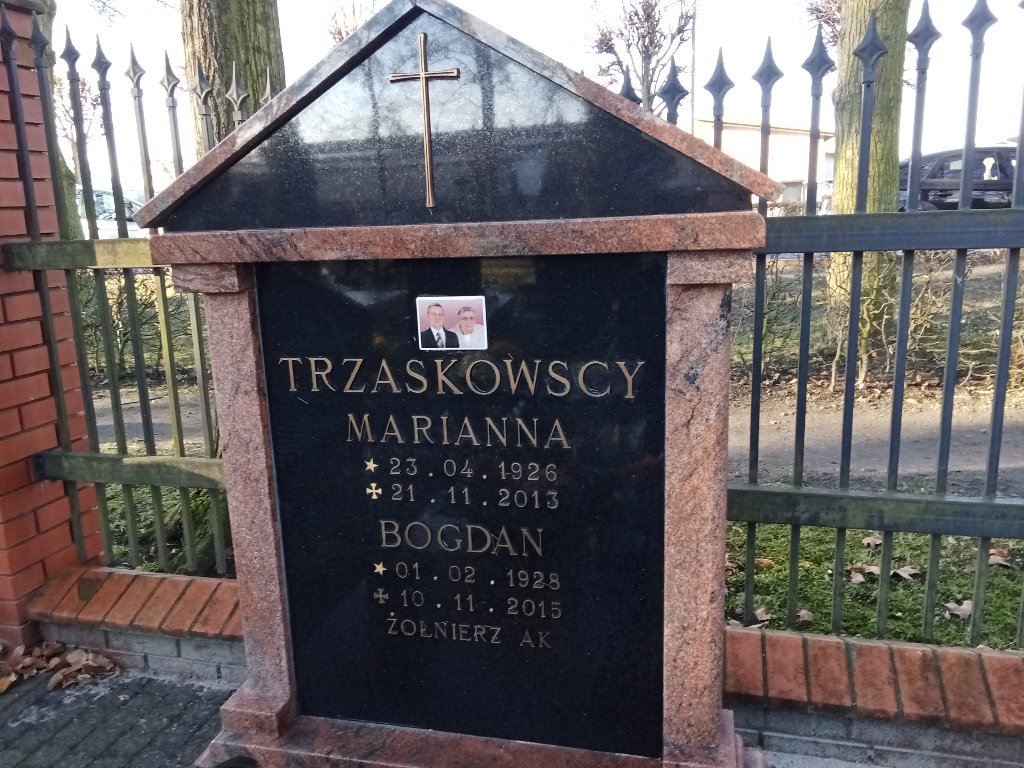 TRZASKOWSCY
MARIANNA
23.04.1926
21.11.2013
BOGDAN
01.02.1928
10.11.2015
ŻOŁNIERZ AK